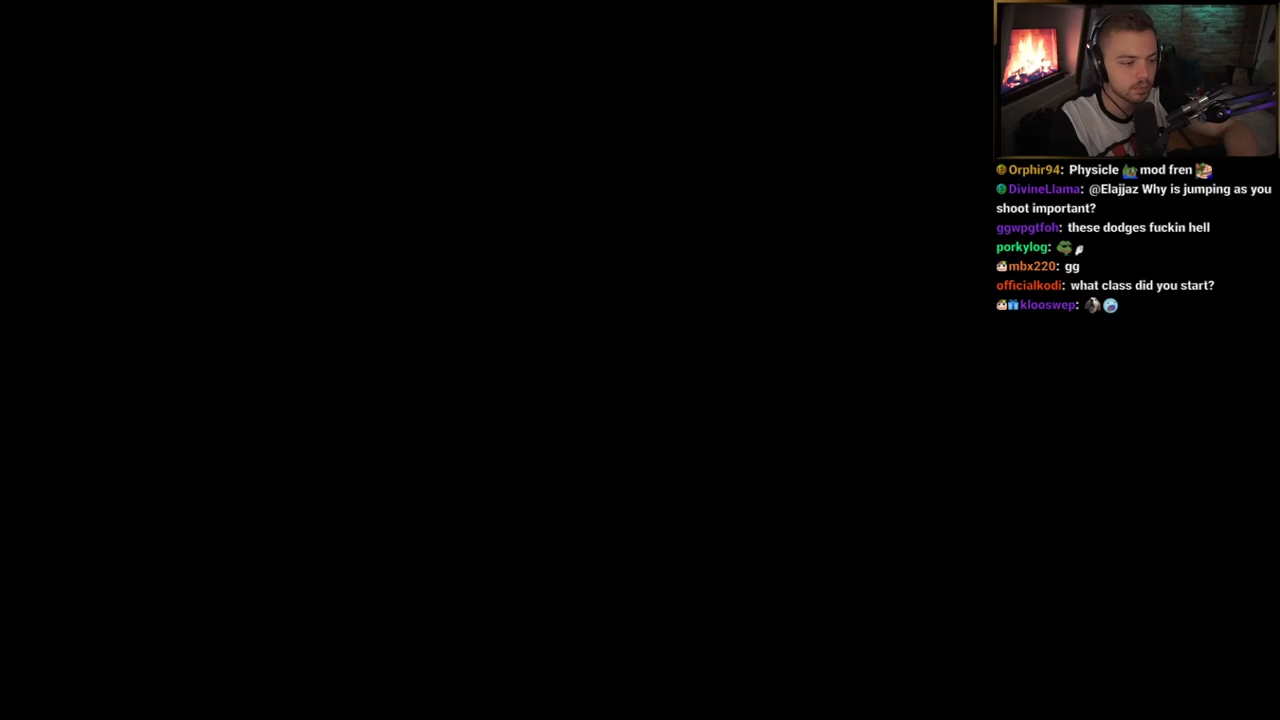 Orphir94: Physicle mod fren
DivineLlama: @Elajjaz Why is jumping as you
shoot important?
ggwpgtfoh: these dodges fuckin hell
porkylog:
mbx220: gg
officialkodi: what class did you start?
klooswep: